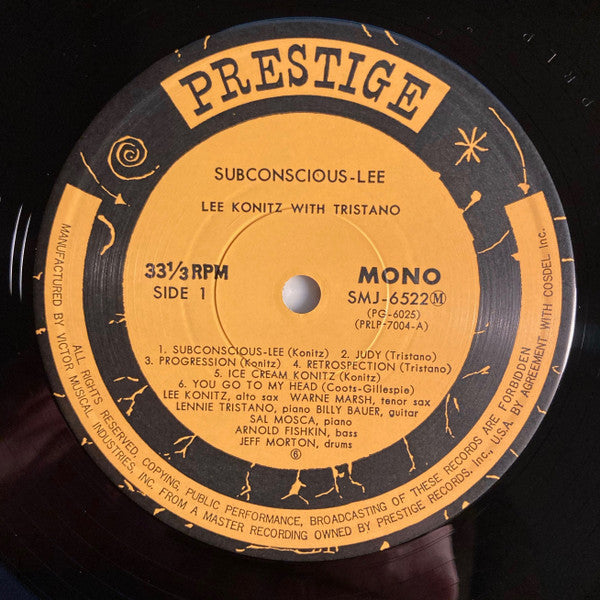 PRESTIGE
SUBCONSCIOUS-LEE
LEE KONITZ WITH TRISTANO
33⅓ RPM
SIDE 1
MONO
SMJ-6522Ⓜ
(PG-6025)
(PRLP-7004-A)
1. SUBCONSCIOUS-LEE (Konitz) 2. JUDY (Tristano)
3. PROGRESSION (Konitz) 4. RETROSPECTION (Tristano)
5. ICE CREAM KONITZ (Konitz)
6. YOU GO TO MY HEAD (Coots-Gillespie)
LEE KONITZ, alto sax WARNE MARSH, tenor sax
LENNIE TRISTANO, piano BILLY BAUER, guitar
SAL MOSCA, piano
ARNOLD FISHKIN, bass
JEFF MORTON, drums
⑥
MANUFACTURED BY VICTOR MUSICAL INDUSTRIES, INC. FROM A MASTER RECORDING OWNED BY PRESTIGE RECORDS, Inc., U.S.A. BY AGREEMENT WITH COSDEL Inc.
ALL RIGHTS RESERVED, COPYING, PUBLIC PERFORMANCE, BROADCASTING OF THESE RECORDS ARE FORBIDDEN